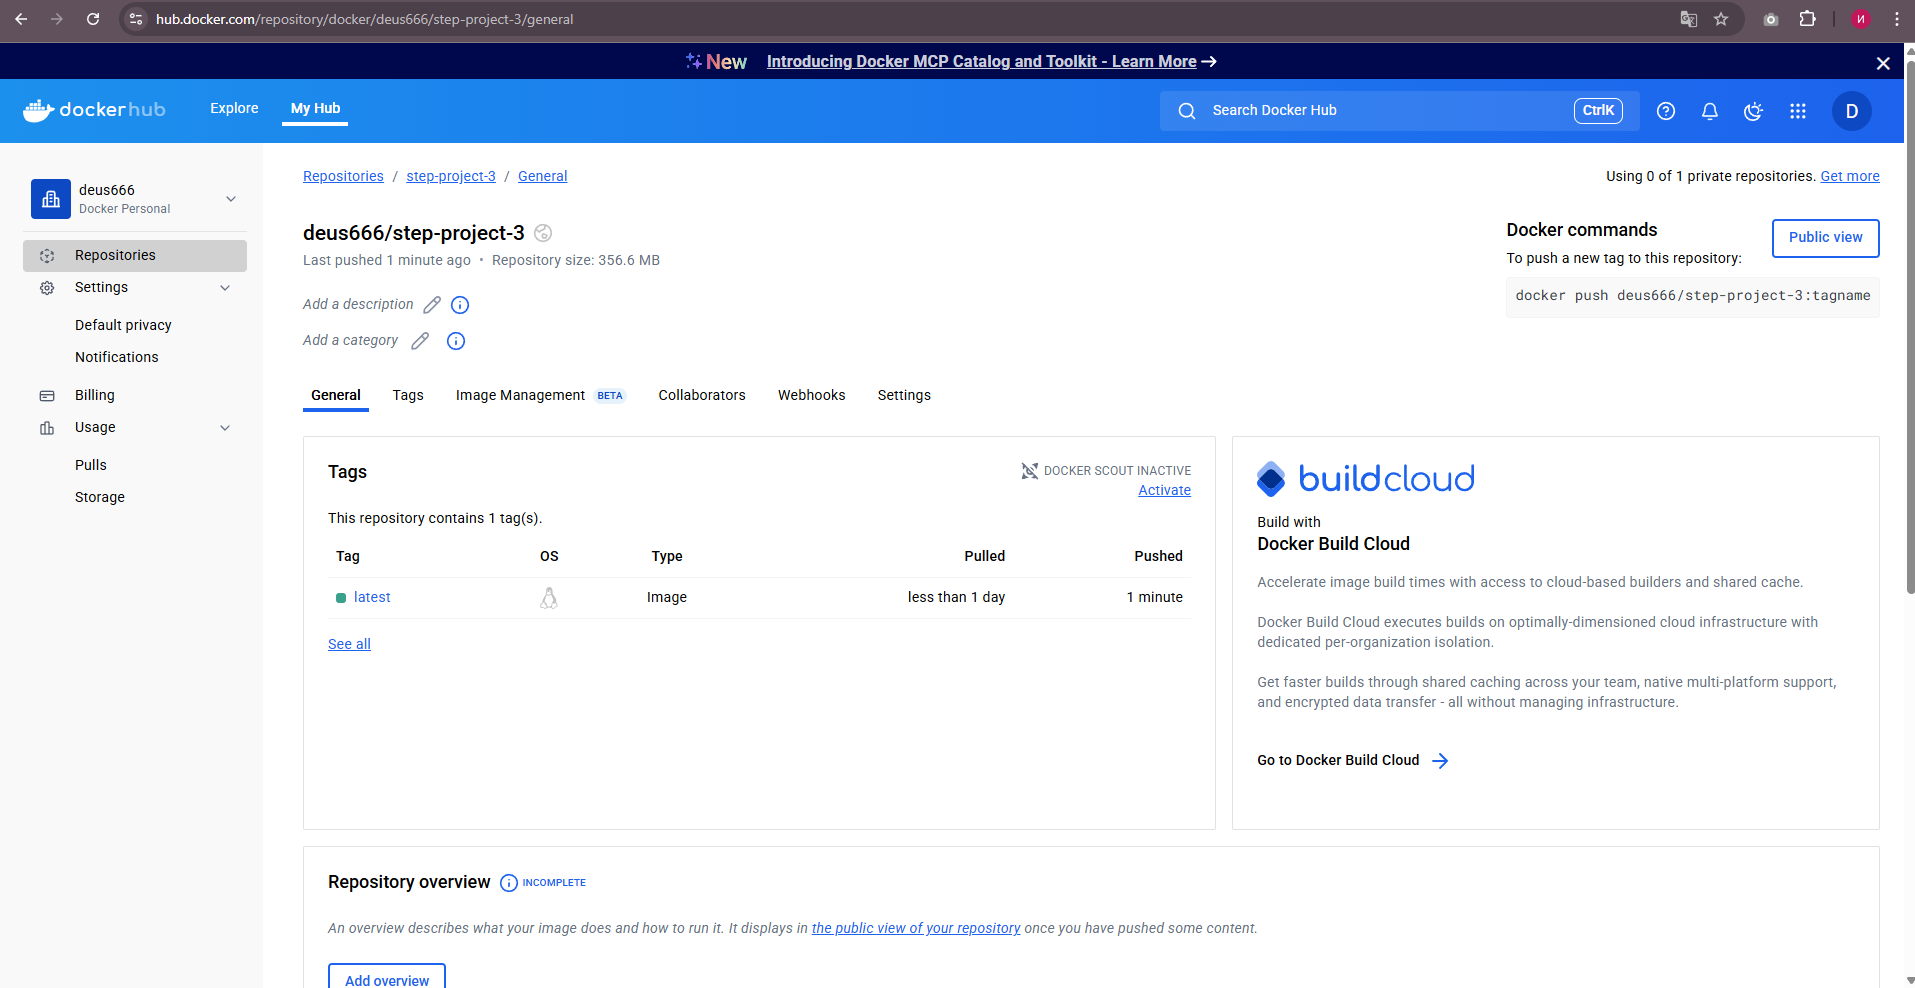 hub.docker.com/repository/docker/deus666/step-project-3/general
И
New Introducing Docker MCP Catalog and Toolkit - Learn More →
dockerhub
Explore
My Hub
Search Docker Hub
CtrlK
D
deus666
Docker Personal
Repositories
Settings
Default privacy
Notifications
Billing
Usage
Pulls
Storage
Repositories / step-project-3 / General
Using 0 of 1 private repositories. Get more
deus666/step-project-3
Last pushed 1 minute ago • Repository size: 356.6 MB
Add a description
Add a category
Docker commands
Public view
To push a new tag to this repository:
docker push deus666/step-project-3:tagname
General
Tags
Image Management BETA
Collaborators
Webhooks
Settings
Tags
DOCKER SCOUT INACTIVE
Activate
This repository contains 1 tag(s).
Tag OS Type Pulled Pushed
latest Image less than 1 day 1 minute
See all
buildcloud
Build with
Docker Build Cloud
Accelerate image build times with access to cloud-based builders and shared cache.
Docker Build Cloud executes builds on optimally-dimensioned cloud infrastructure with
dedicated per-organization isolation.
Get faster builds through shared caching across your team, native multi-platform support,
and encrypted data transfer - all without managing infrastructure.
Go to Docker Build Cloud →
Repository overview INCOMPLETE
An overview describes what your image does and how to run it. It displays in the public view of your repository once you have pushed some content.
Add overview